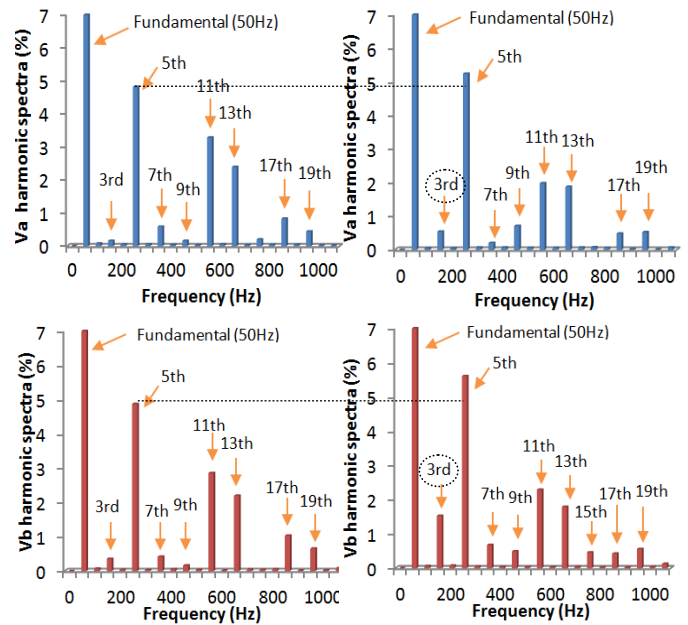 Va harmonic spectra (%)
7
6
5
4
3
2
1
0
Fundamental (50Hz)
5th
11th
13th
3rd
7th
9th
17th
19th
0 200 400 600 800 1000
Frequency (Hz)
Va harmonic spectra (%)
7
6
5
4
3
2
1
0
Fundamental (50Hz)
5th
11th
13th
9th
3rd
7th
17th
19th
0 200 400 600 800 1000
Frequency (Hz)
Vb harmonic spectra (%)
7
6
5
4
3
2
1
0
Fundamental (50Hz)
5th
11th
13th
3rd
7th
9th
17th
19th
0 200 400 600 800 1000
Frequency (Hz)
Vb harmonic spectra (%)
7
6
5
4
3
2
1
0
Fundamental (50Hz)
5th
11th
13th
3rd
7th
9th
15th
17th
19th
0 200 400 600 800 1000
Frequency (Hz)